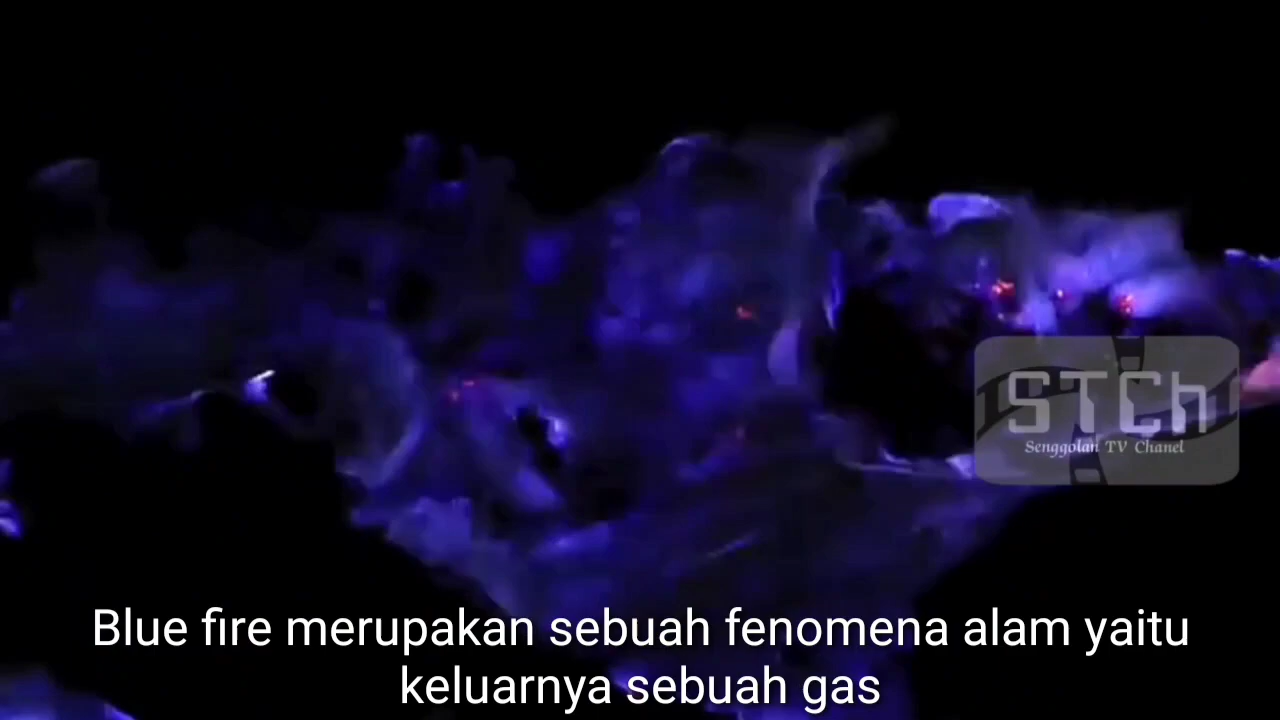 STCh
Senggolan TV Chanel
Blue fire merupakan sebuah fenomena alam yaitu
keluarnya sebuah gas